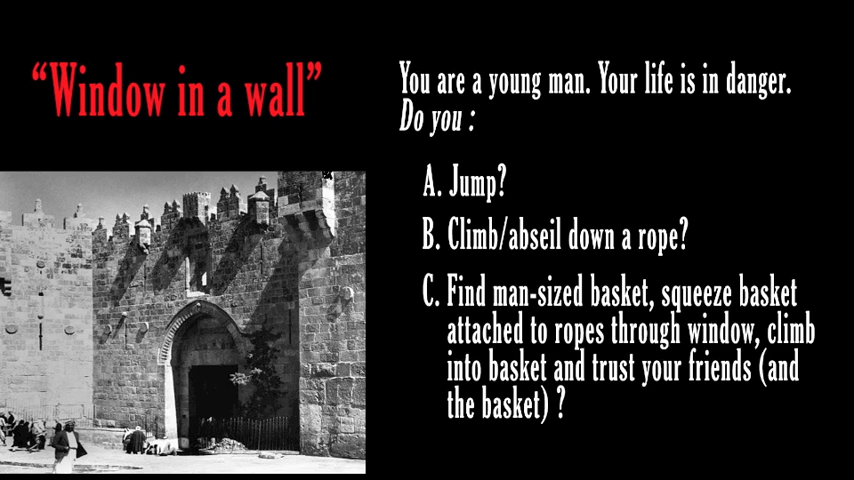 “Window in a wall”
You are a young man. Your life is in danger.
Do you :
A. Jump?
B. Climb/abseil down a rope?
C. Find man-sized basket, squeeze basket
attached to ropes through window, climb
into basket and trust your friends (and
the basket) ?